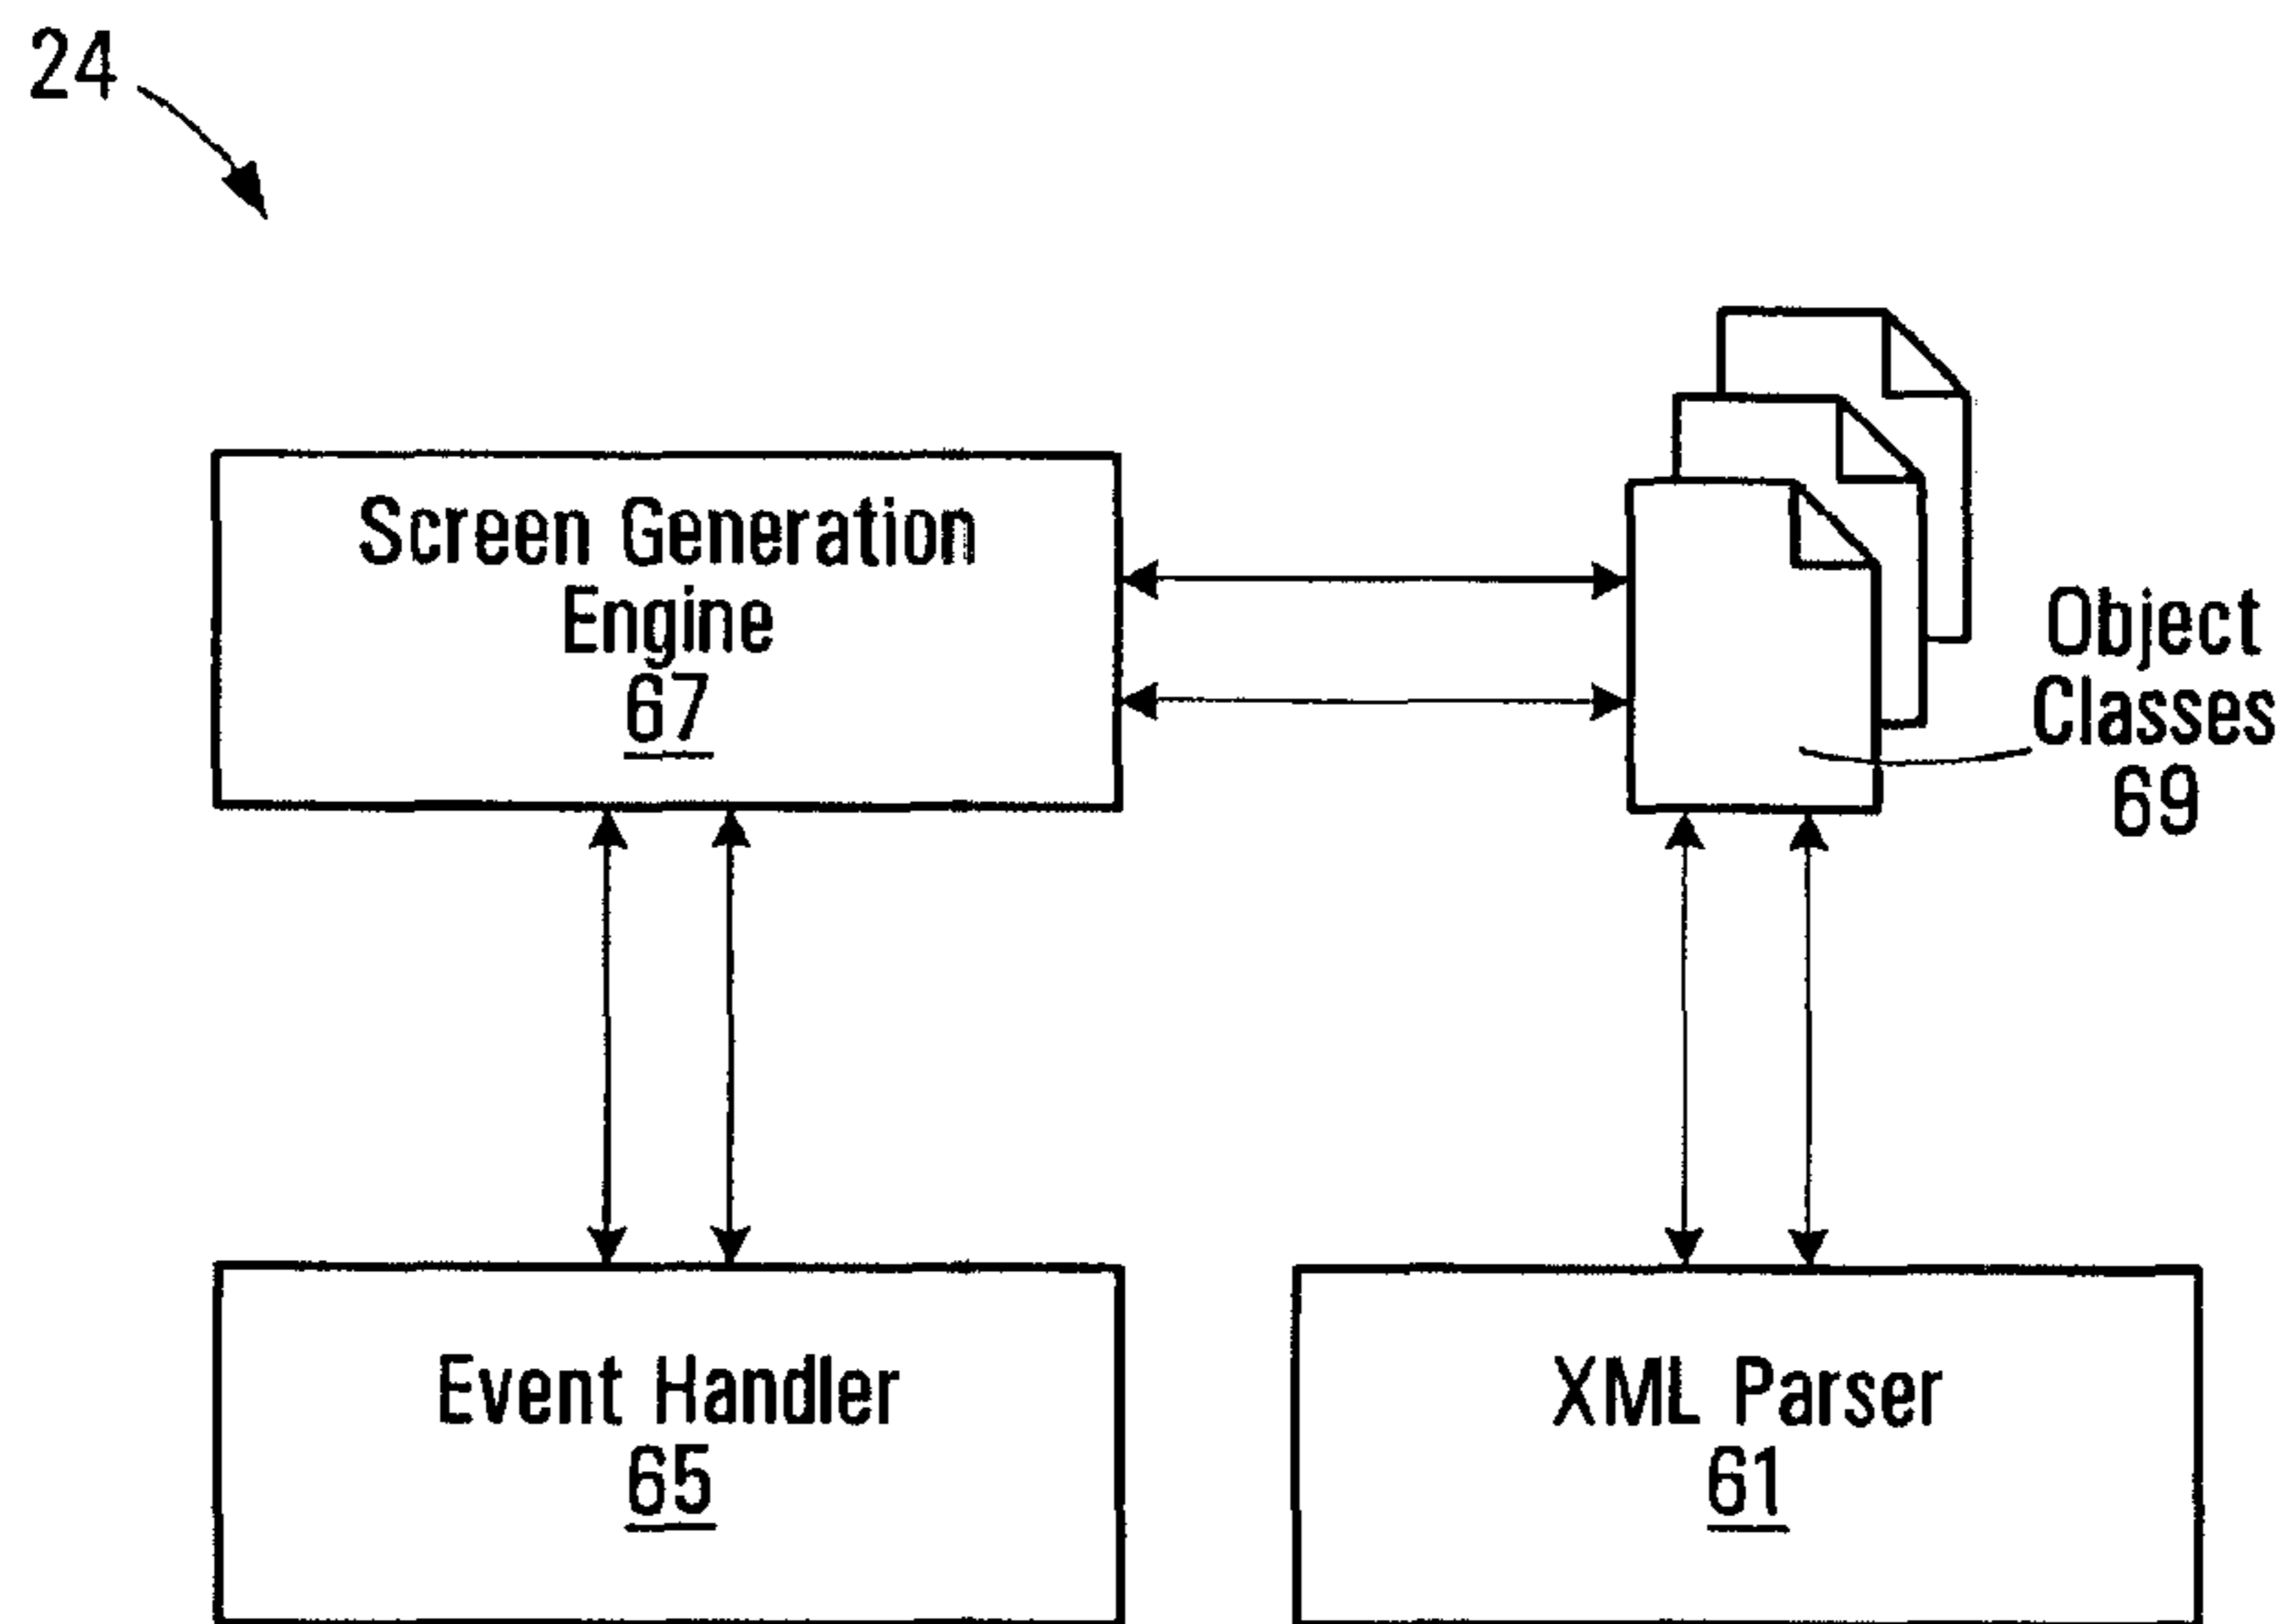 24
Screen Generation
Engine
67
Object
Classes
69
Event Handler
65
XML Parser
61